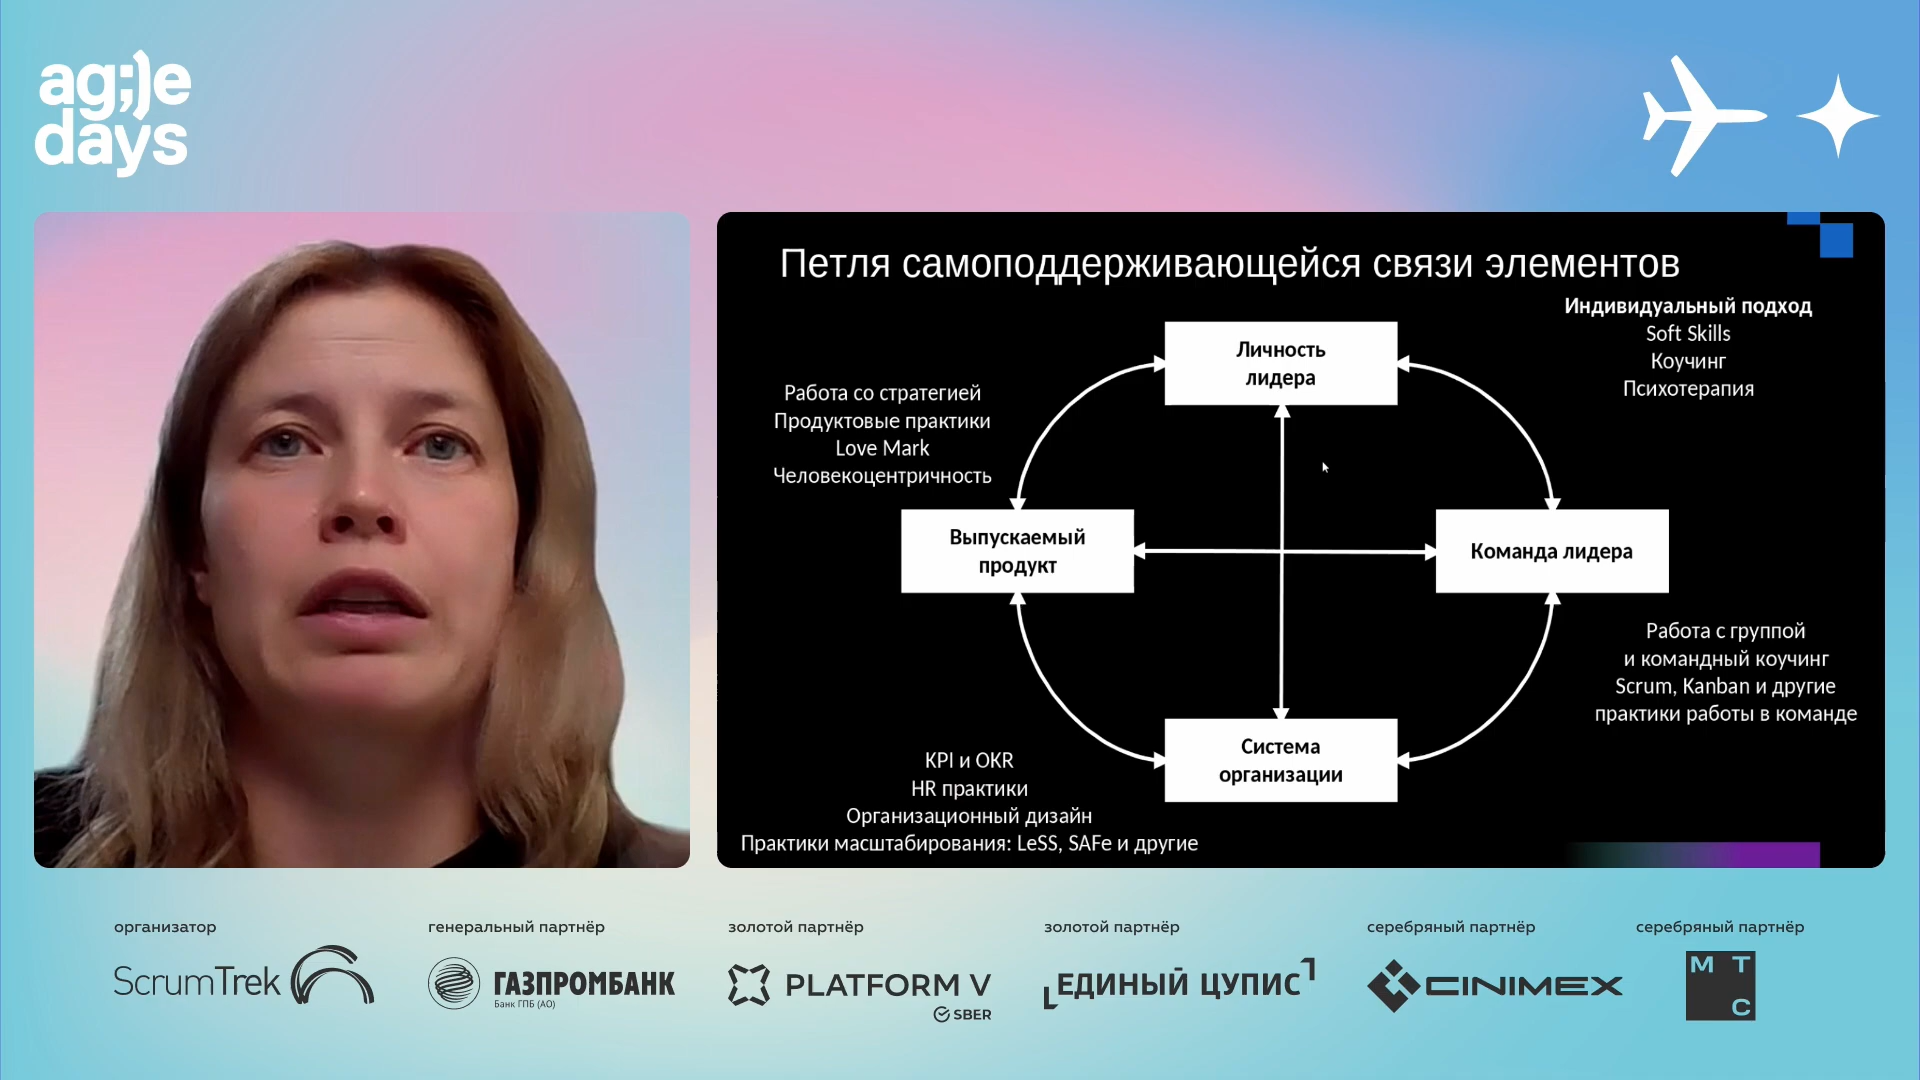 agile
days
Петля самоподдерживающейся связи элементов
Индивидуальный подход
Soft Skills
Коучинг
Психотерапия
Личность
лидера
Работа со стратегией
Продуктовые практики
Love Mark
Человекоцентричность
Выпускаемый
продукт
Команда лидера
Работа с группой
и командный коучинг
Scrum, Kanban и другие
практики работы в команде
Система
организации
KPI и OKR
HR практики
Организационный дизайн
Практики масштабирования: LeSS, SAFe и другие
организатор
ScrumTrek
генеральный партнёр
ГАЗПРОМБАНК
Банк ГПБ (АО)
золотой партнёр
PLATFORM V
SBER
золотой партнёр
ЕДИНЫЙ ЦУПИС
серебряный партнёр
CINIMEX
серебряный партнёр
М Т
С